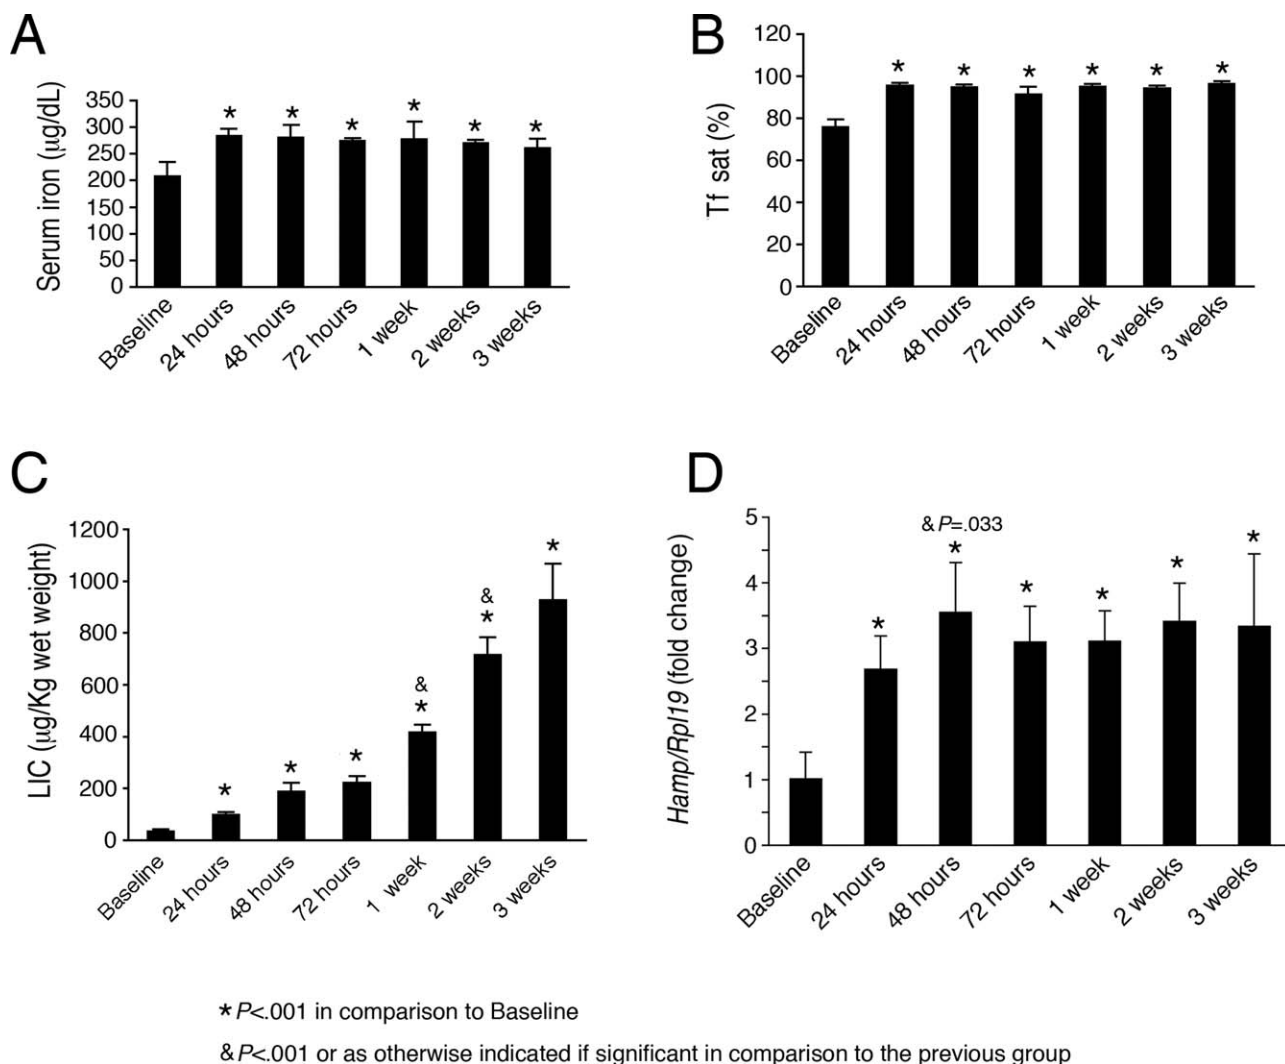 A
Serum iron (μg/dL)
350
300
250
200
150
100
50
0
* * * * * *
Baseline
24 hours
48 hours
72 hours
1 week
2 weeks
3 weeks
B
Tf sat (%)
120
100
80
60
40
20
0
* * * * * *
Baseline
24 hours
48 hours
72 hours
1 week
2 weeks
3 weeks
C
LIC (μg/Kg wet weight)
1200
1000
800
600
400
200
0
*
*
*
&
*
&
*
*
Baseline
24 hours
48 hours
72 hours
1 week
2 weeks
3 weeks
D
Hamp/Rpl19 (fold change)
5
4
3
2
1
0
& P=.033
* * * * * *
Baseline
24 hours
48 hours
72 hours
1 week
2 weeks
3 weeks
* P<.001 in comparison to Baseline
& P<.001 or as otherwise indicated if significant in comparison to the previous group